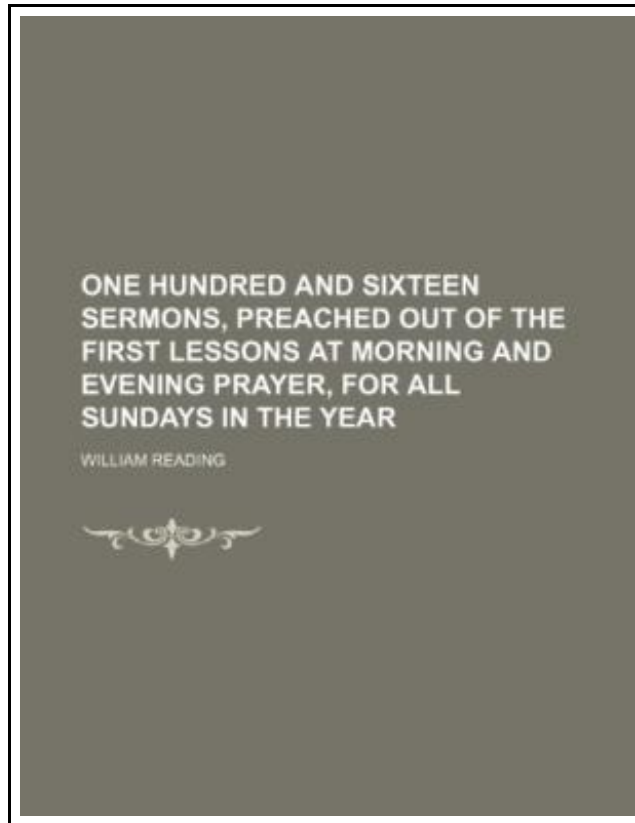 ONE HUNDRED AND SIXTEEN
SERMONS, PREACHED OUT OF THE
FIRST LESSONS AT MORNING AND
EVENING PRAYER, FOR ALL
SUNDAYS IN THE YEAR
WILLIAM READING